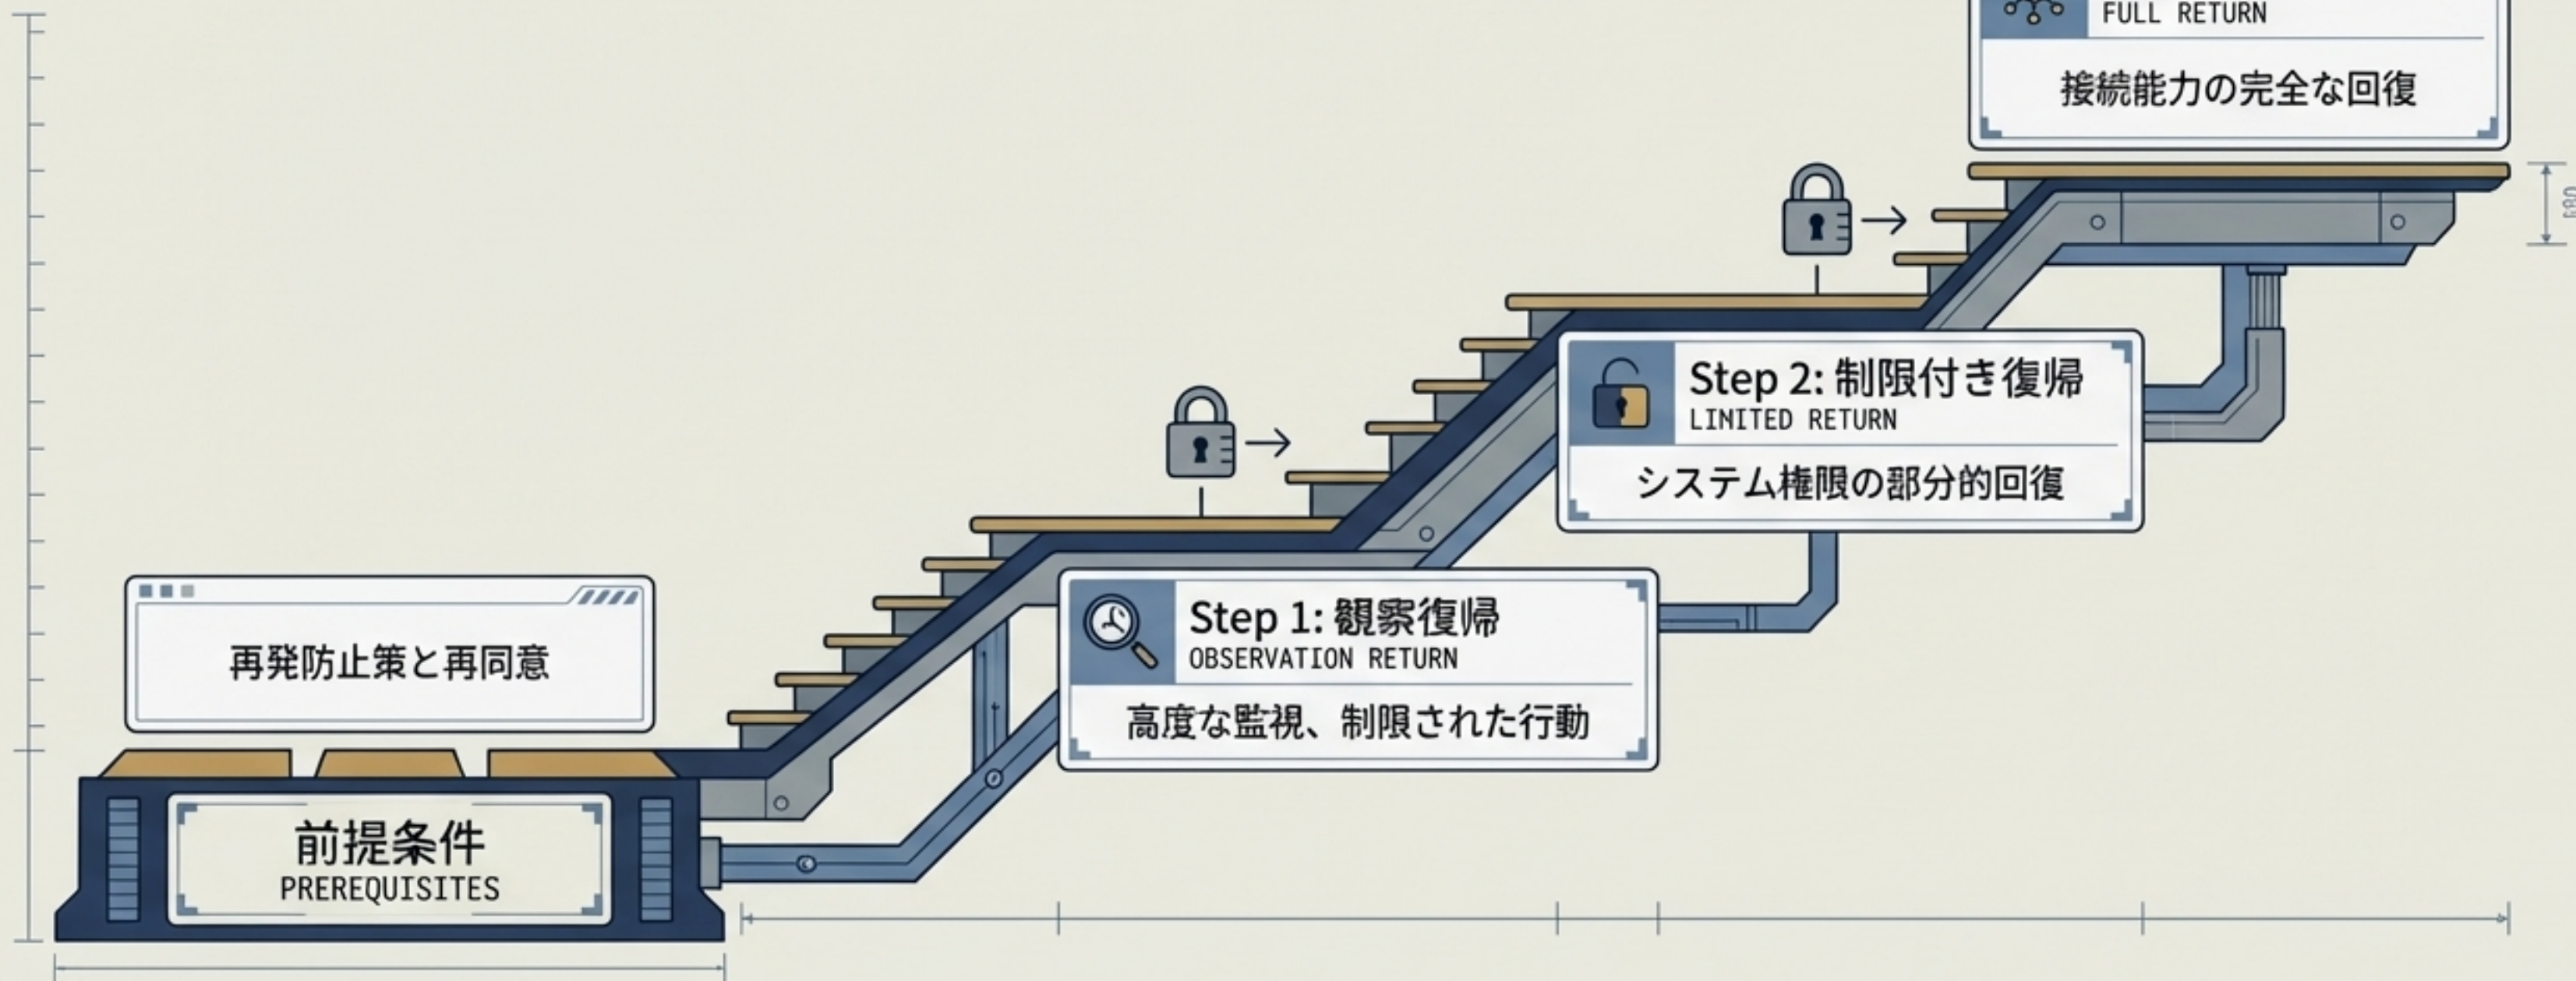 FULL RETURN
接続能力の完全な回復
Step 2: 制限付き復帰
LINITED RETURN
システム権限の部分的回復
Step 1: 観察復帰
OBSERVATION RETURN
高度な監視、制限された行動
再発防止策と再同意
前提条件
PREREQUISITES